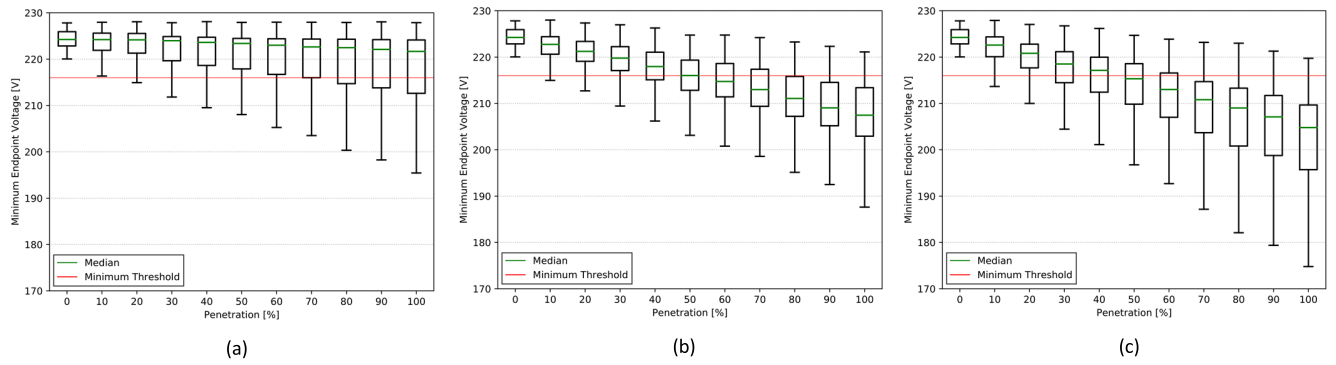 230
220
210
200
190
180
170
Minimum Endpoint Voltage [V]
Median
Minimum Threshold
0 10 20 30 40 50 60 70 80 90 100
Penetration [%]
(a)
230
220
210
200
190
180
170
Minimum Endpoint Voltage [V]
Median
Minimum Threshold
0 10 20 30 40 50 60 70 80 90 100
Penetration [%]
(b)
230
220
210
200
190
180
170
Minimum Endpoint Voltage [V]
Median
Minimum Threshold
0 10 20 30 40 50 60 70 80 90 100
Penetration [%]
(c)